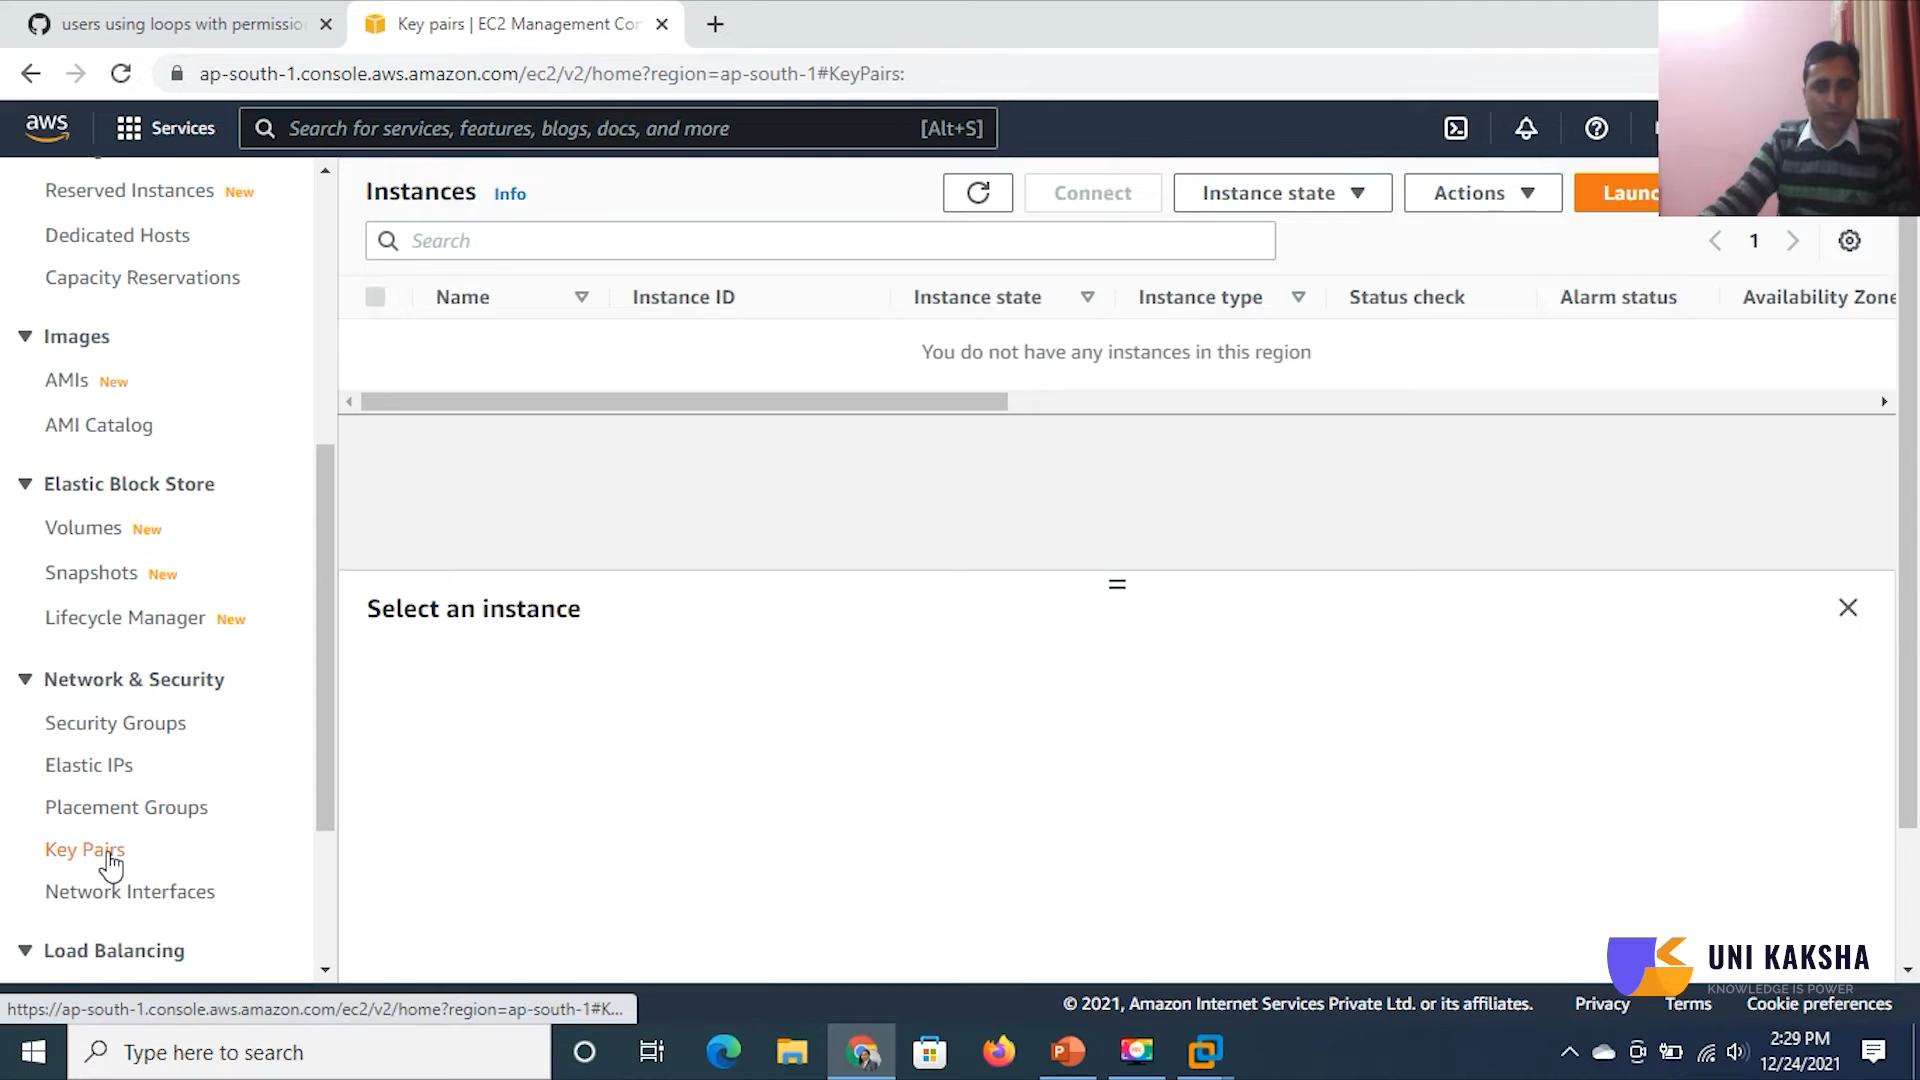 users using loops with permissio
Key pairs | EC2 Management Cor
ap-south-1.console.aws.amazon.com/ec2/v2/home?region=ap-south-1#KeyPairs:
aws
Services
Search for services, features, blogs, docs, and more
[Alt+S]
Reserved Instances New
Dedicated Hosts
Capacity Reservations
Images
AMIs New
AMI Catalog
Elastic Block Store
Volumes New
Snapshots New
Lifecycle Manager New
Network & Security
Security Groups
Elastic IPs
Placement Groups
Key Pairs
Network Interfaces
Load Balancing
Instances Info
Connect
Instance state
Actions
Launc
Search
1
Name
Instance ID
Instance state
Instance type
Status check
Alarm status
Availability Zone
You do not have any instances in this region
Select an instance
UNI KAKSHA
KNOWLEDGE IS POWER
https://ap-south-1.console.aws.amazon.com/ec2/v2/home?region=ap-south-1#K...
© 2021, Amazon Internet Services Private Ltd. or its affiliates.
Privacy
Terms
Cookie preferences
Type here to search
2:29 PM
12/24/2021